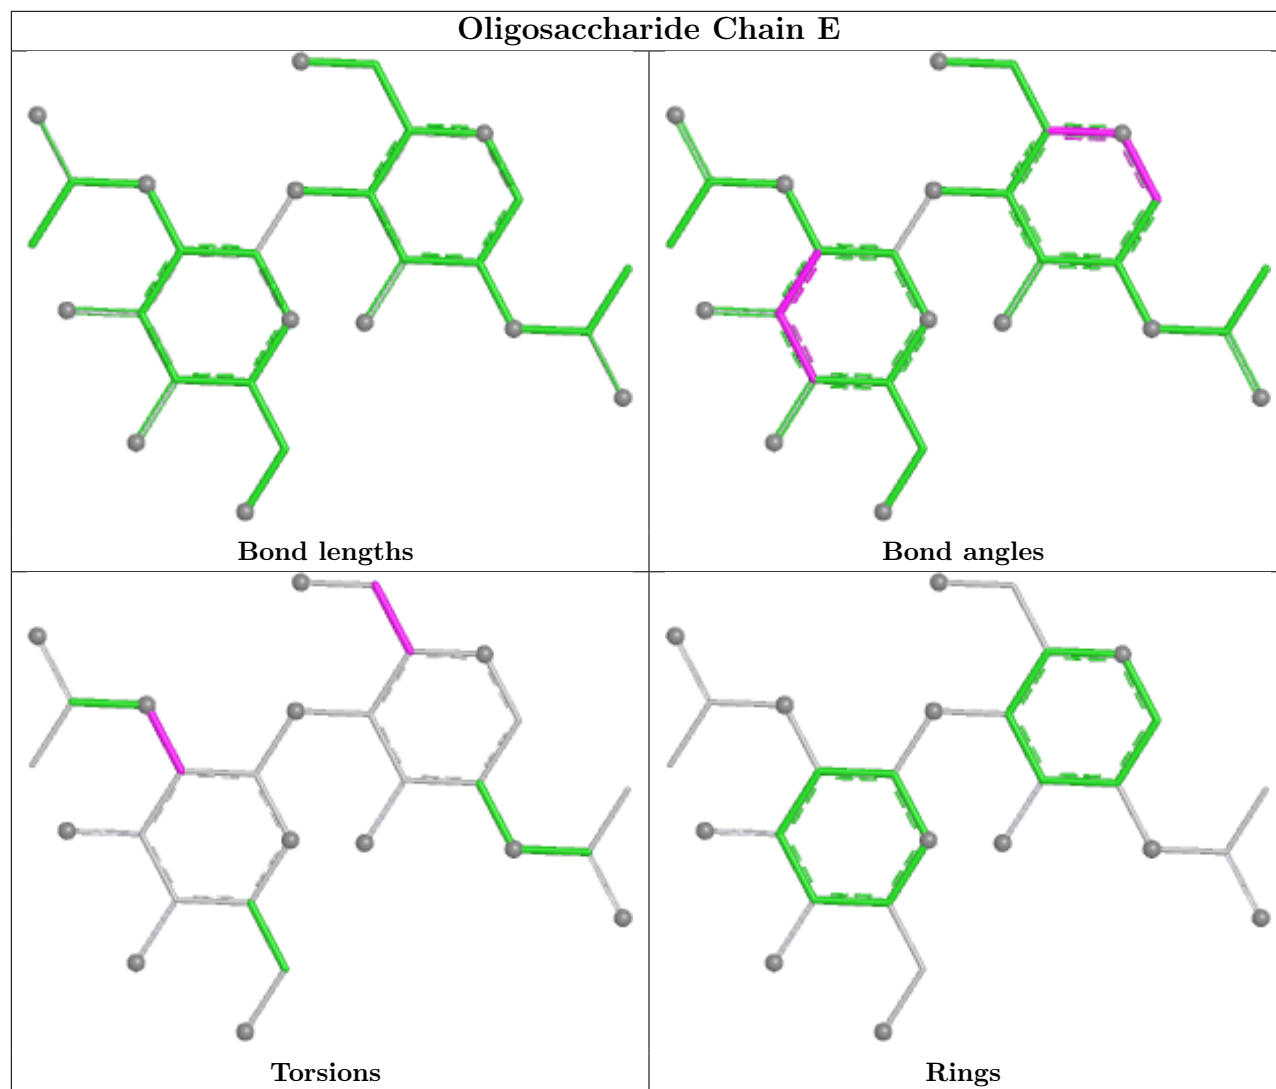 Oligosaccharide Chain E
Bond lengths
Bond angles
Torsions
Rings